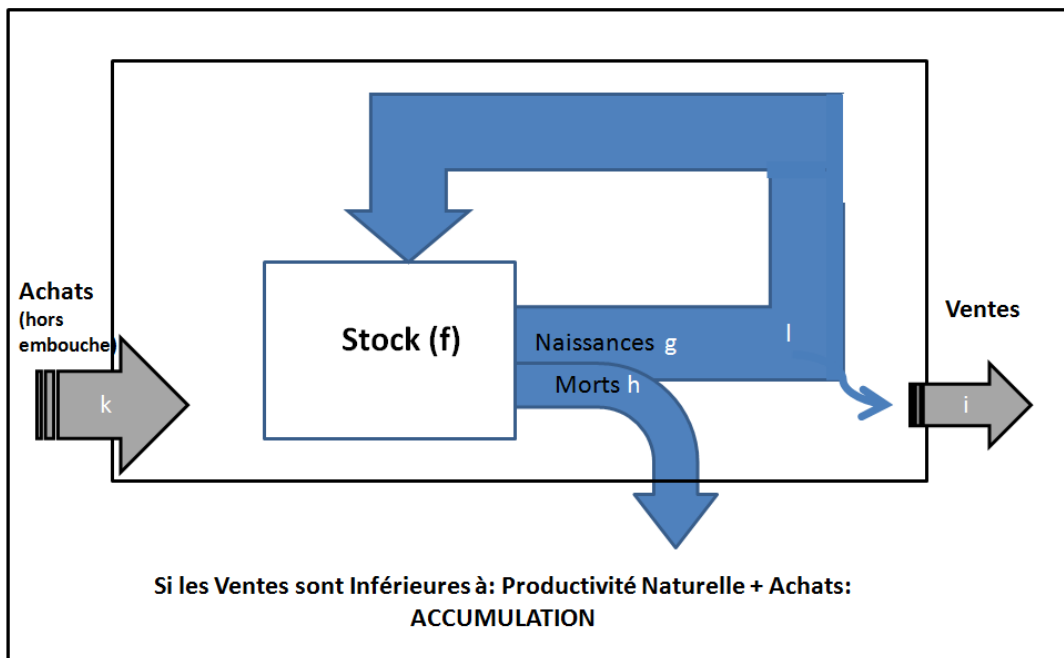 Achats
(hors
embouche)
k
Stock (f)
Naissances g
Morts h
l
Ventes
i
Si les Ventes sont Inférieures à: Productivité Naturelle + Achats:
ACCUMULATION